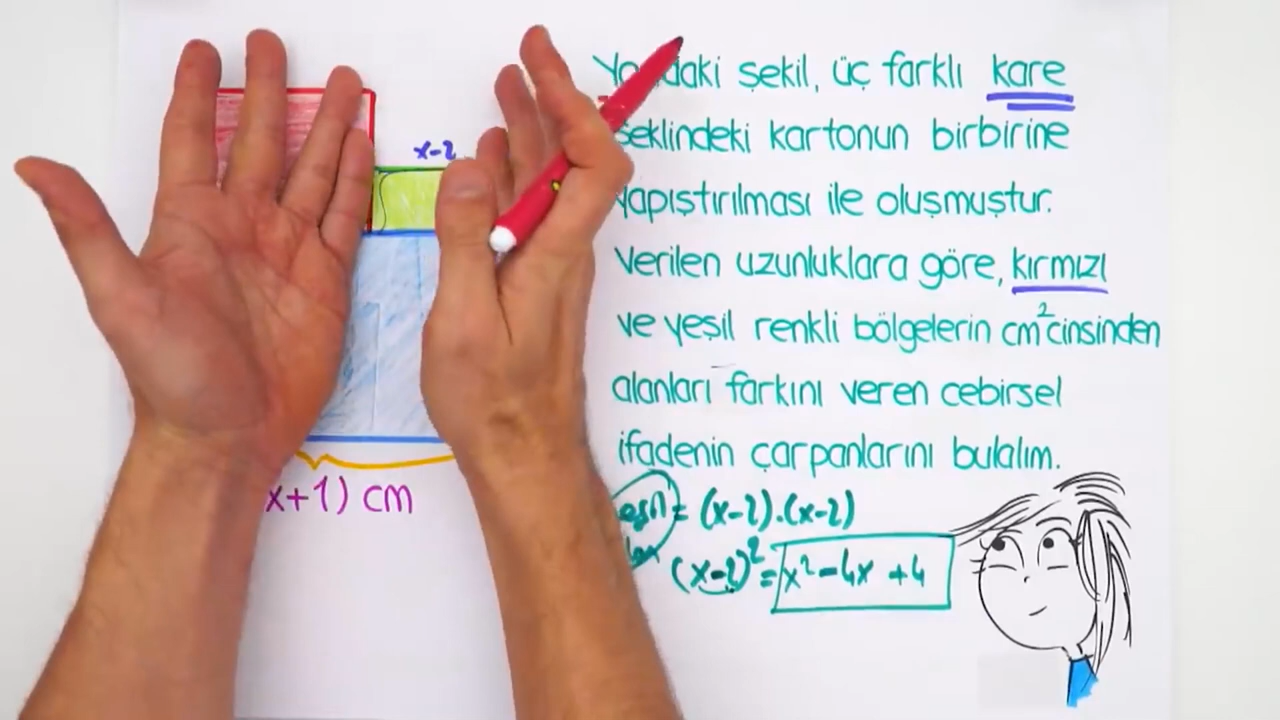 x-2
şekil, üç farklı kare
şeklindeki kartonun birbirine
yapıştırılması ile oluşmuştur.
Verilen uzunluklara göre, kırmızı
ve yeşil renkli bölgelerin cm² cinsinden
alanları farkını veren cebirsel
ifadenin çarpanlarını bulalım.
x+1) cm
= (x-2).(x-2)
(x-2)² = x² - 4x + 4